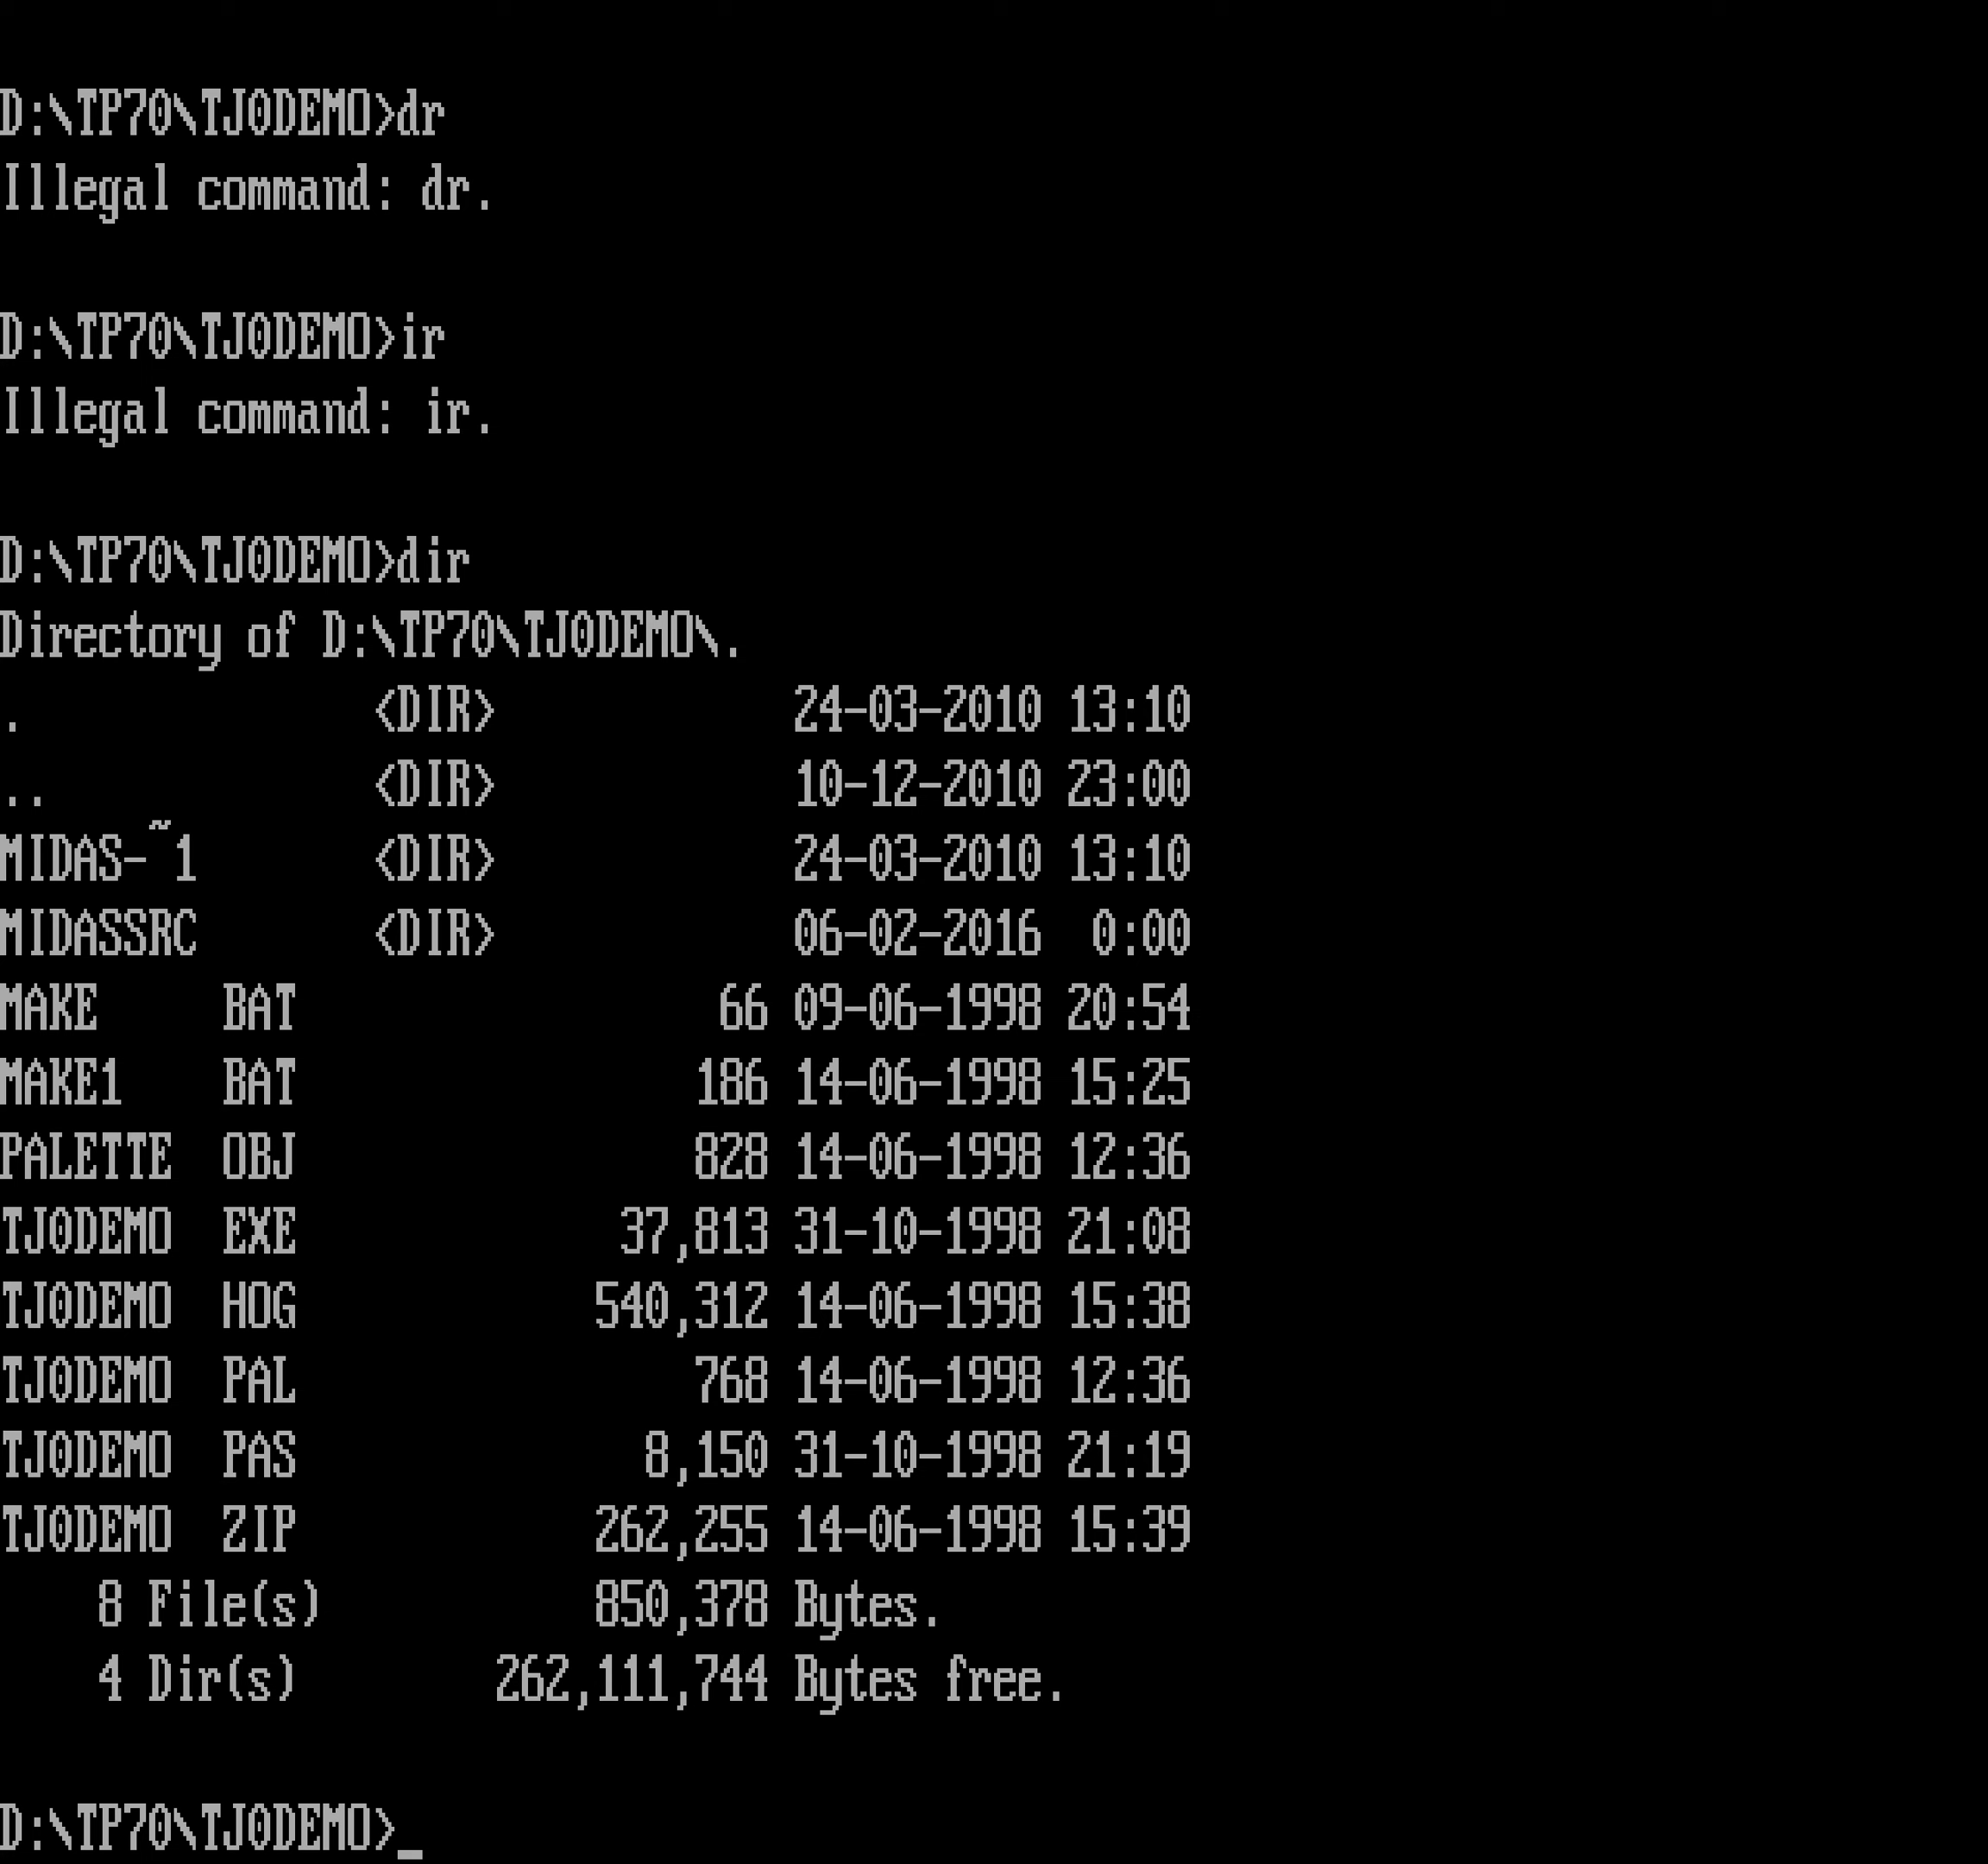 D:\TP70\TJ0DEMO>dr
Illegal command: dr.
D:\TP70\TJ0DEMO>ir
Illegal command: ir.
D:\TP70\TJ0DEMO>dir
Directory of D:\TP70\TJ0DEMO\.
.              <DIR>            24-03-2010 13:10
..             <DIR>            10-12-2010 23:00
MIDAS-~1       <DIR>            24-03-2010 13:10
MIDASSRC       <DIR>            06-02-2016  0:00
MAKE     BAT                 66 09-06-1998 20:54
MAKE1    BAT                186 14-06-1998 15:25
PALETTE  OBJ                828 14-06-1998 12:36
TJ0DEMO  EXE             37,813 31-10-1998 21:08
TJ0DEMO  HOG            540,312 14-06-1998 15:38
TJ0DEMO  PAL                768 14-06-1998 12:36
TJ0DEMO  PAS              8,150 31-10-1998 21:19
TJ0DEMO  ZIP            262,255 14-06-1998 15:39
    8 File(s)           850,378 Bytes.
    4 Dir(s)        262,111,744 Bytes free.
D:\TP70\TJ0DEMO>_